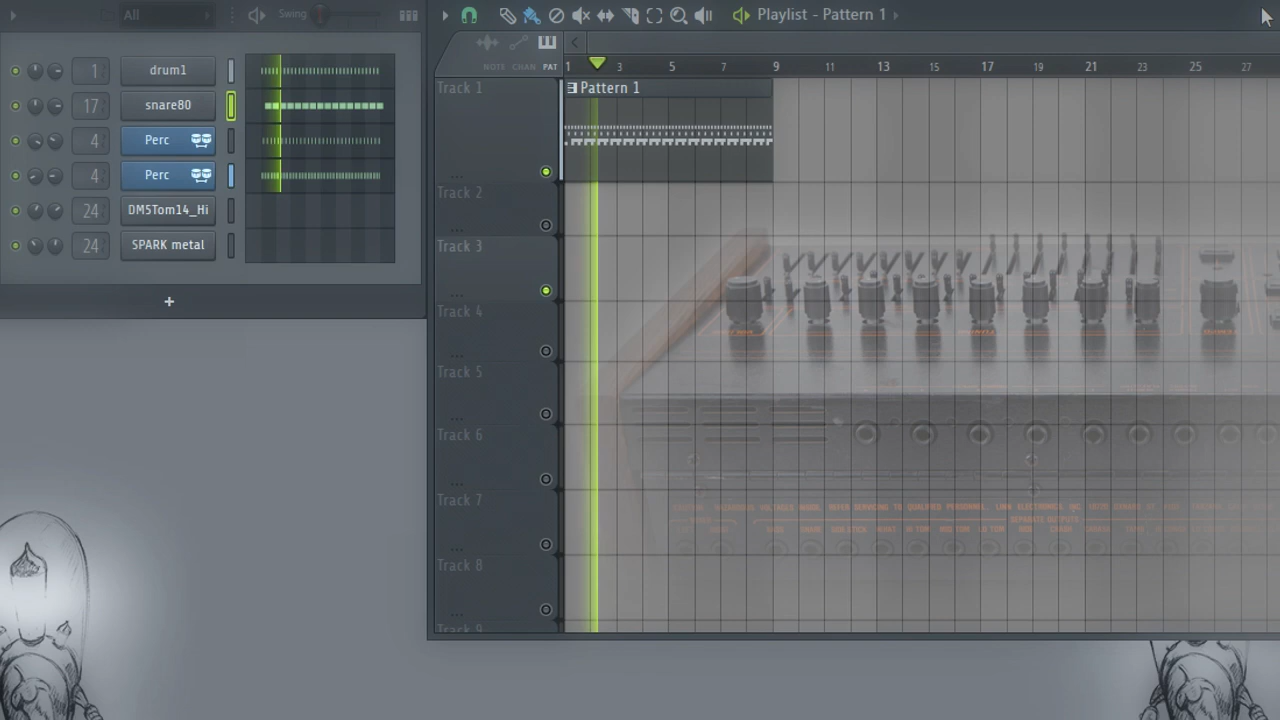 All
Swing
Playlist - Pattern 1
NOTE CHAN PAT
1 3 5 7 9 11 13 15 17 19 21 23 25 27
1 drum1
17 snare80
4 Perc
4 Perc
24 DM5Tom14_Hi
24 SPARK metal
+
Track 1
Pattern 1
...
Track 2
...
Track 3
...
Track 4
...
Track 5
...
Track 6
...
Track 7
...
Track 8
...
Track 9